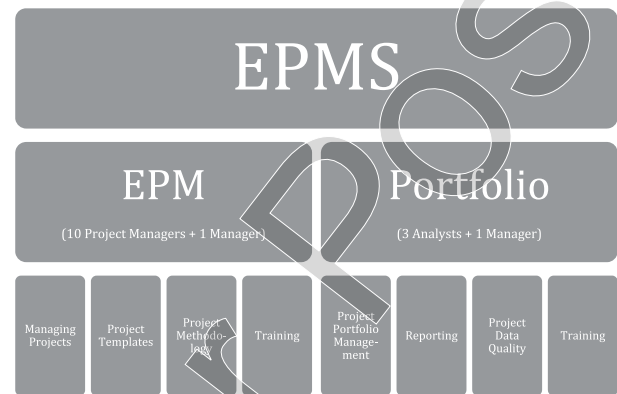 EPMS
EPM
(10 Project Managers + 1 Manager)
Portfolio
(3 Analysts + 1 Manager)
Managing
Projects
Project
Templates
Project
Methodo-
logy
Training
Project
Portfolio
Manage-
ment
Reporting
Project
Data
Quality
Training
r Pos